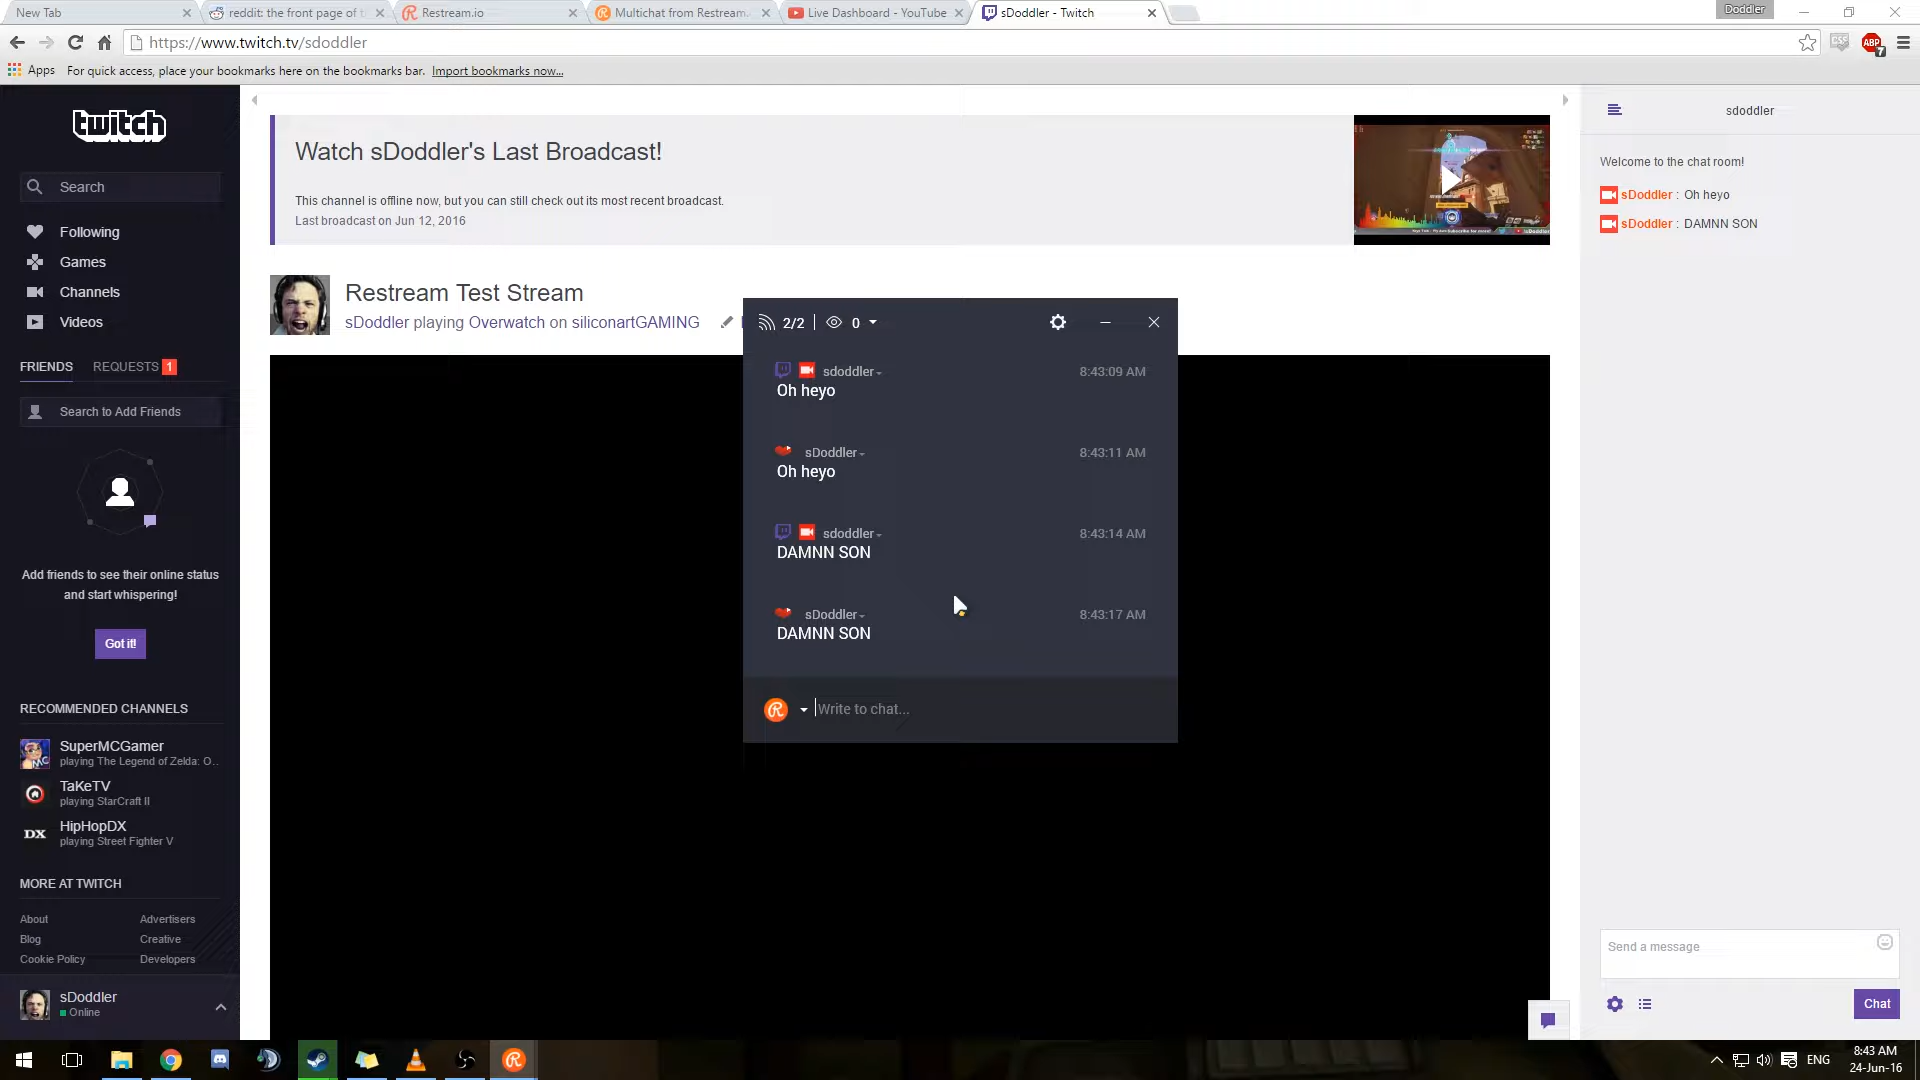 New Tab
reddit: the front page of t
Restream.io
Multichat from Restream.
Live Dashboard - YouTube
sDoddler - Twitch
Doddler
https://www.twitch.tv/sdoddler
ABP
7
Apps
For quick access, place your bookmarks here on the bookmarks bar. Import bookmarks now...
twitch
Search
Following
Games
Channels
Videos
FRIENDS
REQUESTS 1
Search to Add Friends
Add friends to see their online status
and start whispering!
Got it!
RECOMMENDED CHANNELS
SuperMCGamer
playing The Legend of Zelda: O...
TaKeTV
playing StarCraft II
DX
HipHopDX
playing Street Fighter V
MORE AT TWITCH
About
Advertisers
Blog
Creative
Cookie Policy
Developers
sDoddler
Online
Watch sDoddler's Last Broadcast!
This channel is offline now, but you can still check out its most recent broadcast.
Last broadcast on Jun 12, 2016
Restream Test Stream
sDoddler playing Overwatch on siliconartGAMING
2/2
0
sdoddler
8:43:09 AM
Oh heyo
sDoddler
8:43:11 AM
Oh heyo
sdoddler
8:43:14 AM
DAMNN SON
sDoddler
8:43:17 AM
DAMNN SON
Write to chat...
sdoddler
Welcome to the chat room!
sDoddler : Oh heyo
sDoddler : DAMNN SON
Send a message
Chat
ENG
8:43 AM
24-Jun-16